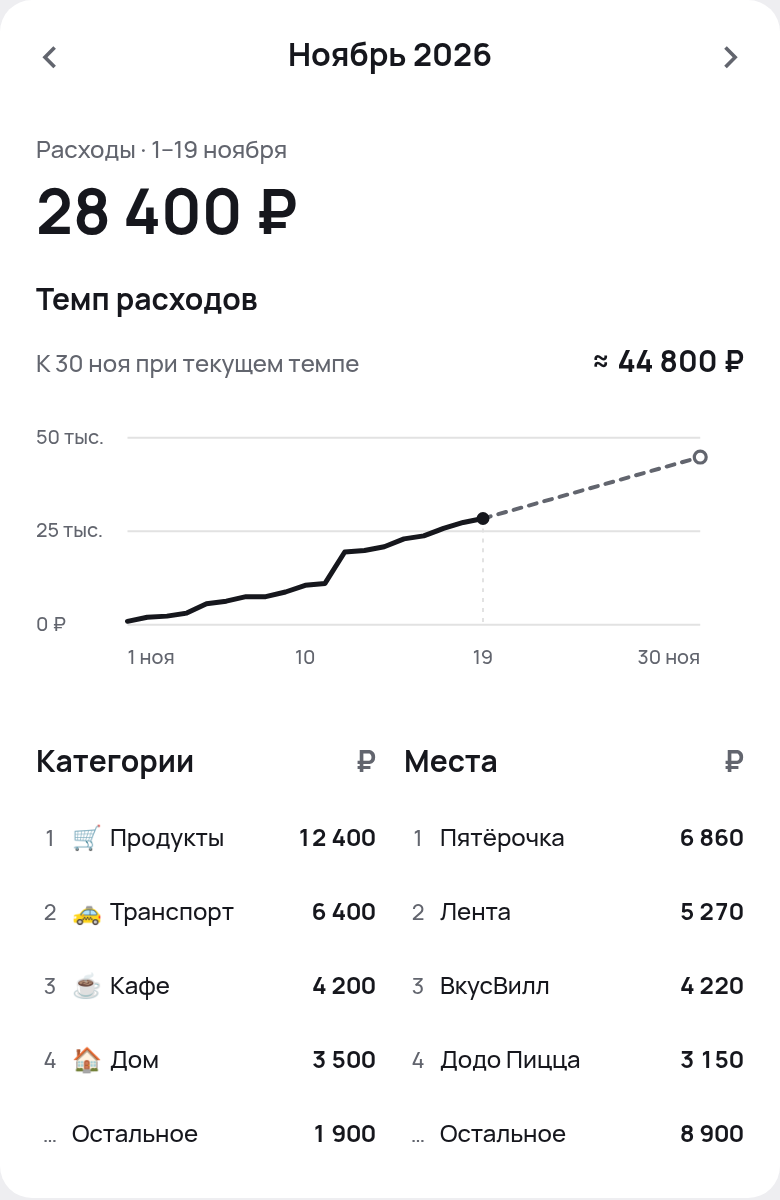 Ноябрь 2026
Расходы · 1–19 ноября
28 400 ₽
Темп расходов
К 30 ноя при текущем темпе ≈ 44 800 ₽
50 тыс.
25 тыс.
0 ₽
1 ноя 10 19 30 ноя
Категории ₽
1 Продукты 12 400
2 Транспорт 6 400
3 Кафе 4 200
4 Дом 3 500
… Остальное 1 900
Места ₽
1 Пятёрочка 6 860
2 Лента 5 270
3 ВкусВилл 4 220
4 Додо Пицца 3 150
… Остальное 8 900